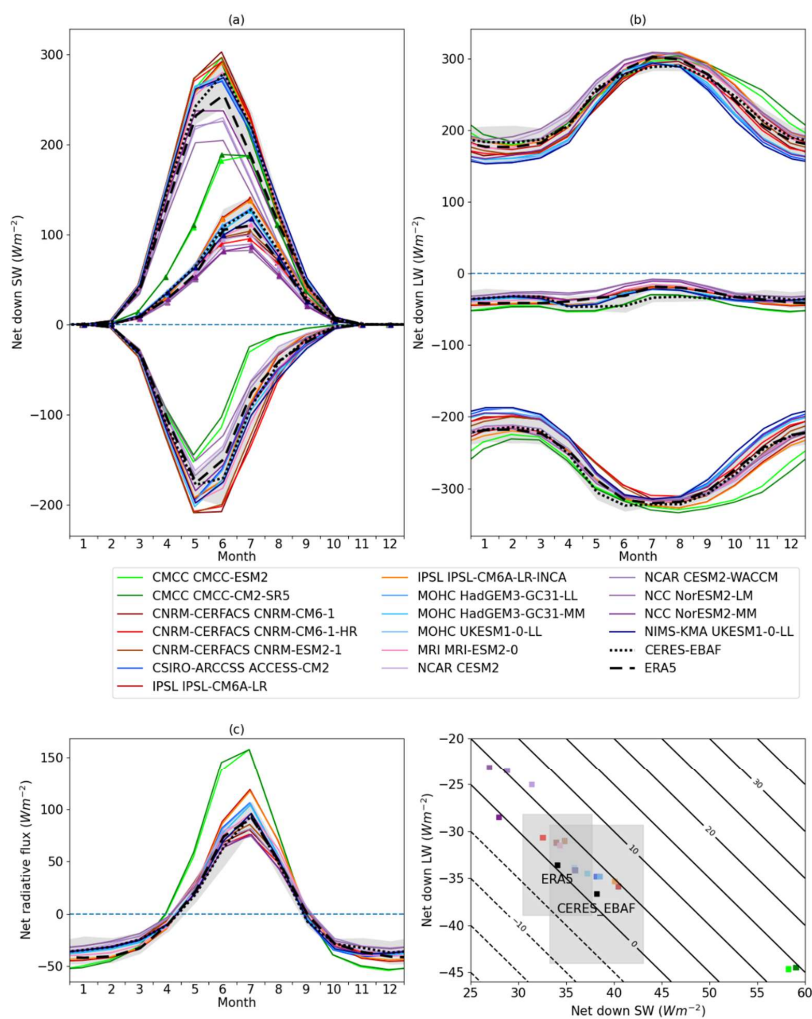 (a)
300
200
100
0
−100
−200
Net down SW (Wm⁻²)
1 2 3 4 5 6 7 8 9 10 11 12
Month
(b)
300
200
100
0
−100
−200
−300
Net down LW (Wm⁻²)
1 2 3 4 5 6 7 8 9 10 11 12
Month
CMCC CMCC-ESM2
CMCC CMCC-CM2-SR5
CNRM-CERFACS CNRM-CM6-1
CNRM-CERFACS CNRM-CM6-1-HR
CNRM-CERFACS CNRM-ESM2-1
CSIRO-ARCCSS ACCESS-CM2
IPSL IPSL-CM6A-LR
IPSL IPSL-CM6A-LR-INCA
MOHC HadGEM3-GC31-LL
MOHC HadGEM3-GC31-MM
MOHC UKESM1-0-LL
MRI MRI-ESM2-0
NCAR CESM2
NCAR CESM2-WACCM
NCC NorESM2-LM
NCC NorESM2-MM
NIMS-KMA UKESM1-0-LL
CERES-EBAF
ERA5
(c)
150
100
50
0
−50
Net radiative flux (Wm⁻²)
1 2 3 4 5 6 7 8 9 10 11 12
Month
−20
−25
−30
−35
−40
−45
Net down LW (Wm⁻²)
30
20
10
0
−10
ERA5
CERES_EBAF
25 30 35 40 45 50 55 60
Net down SW (Wm⁻²)